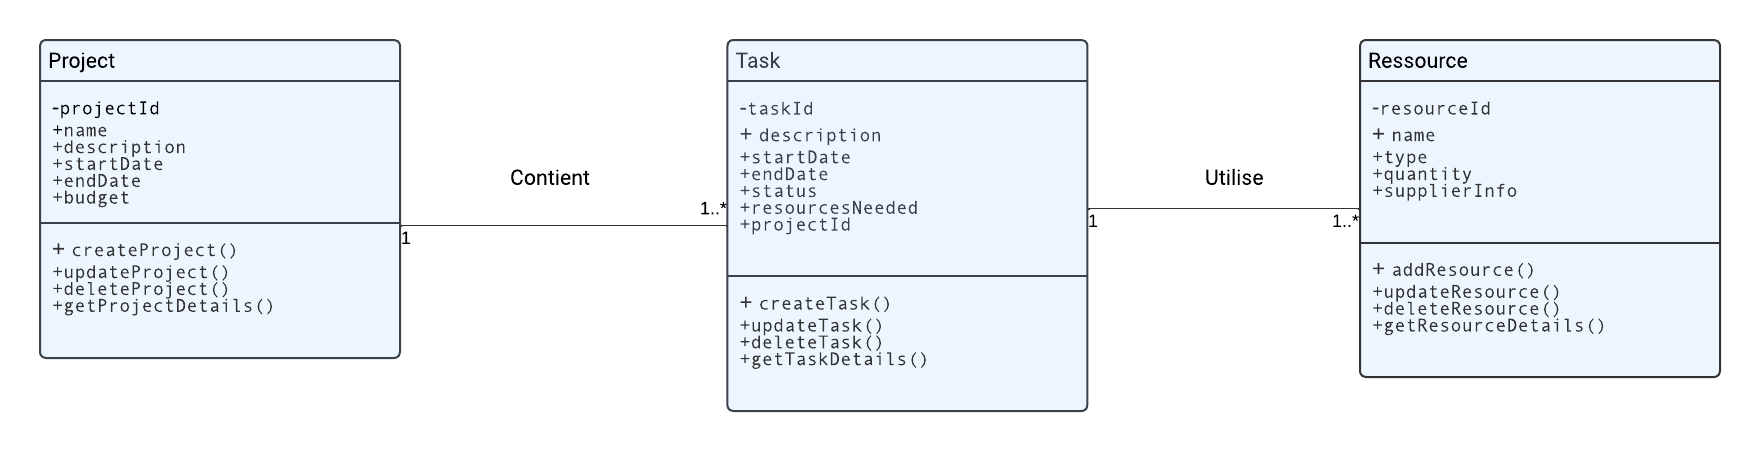 Project
-projectId
+name
+description
+startDate
+endDate
+budget
+ createProject()
+updateProject()
+deleteProject()
+getProjectDetails()
Contient
1
1..*
Task
-taskId
+ description
+startDate
+endDate
+status
+resourcesNeeded
+projectId
+ createTask()
+updateTask()
+deleteTask()
+getTaskDetails()
Utilise
1
1..*
Ressource
-resourceId
+ name
+type
+quantity
+supplierInfo
+ addResource()
+updateResource()
+deleteResource()
+getResourceDetails()